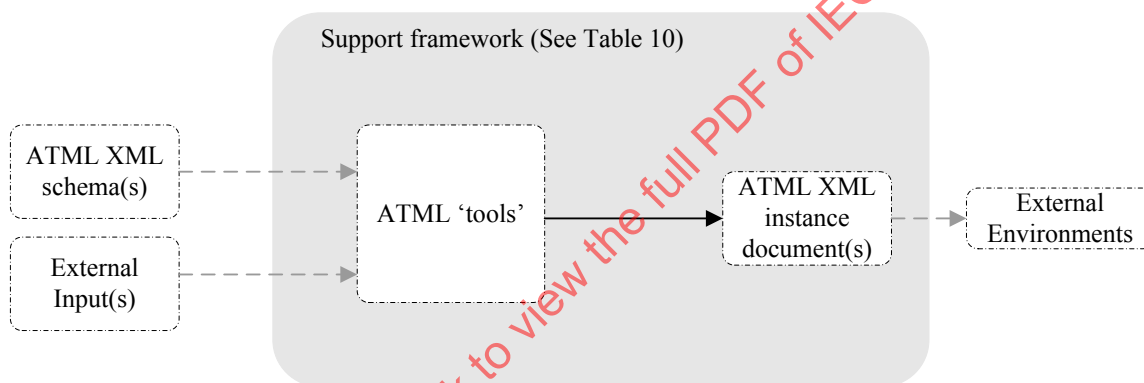 Support framework (See Table 10)
ATML XML
schema(s)
External
Input(s)
ATML ‘tools’
ATML XML
instance
document(s)
External
Environments
to view the full PDF of